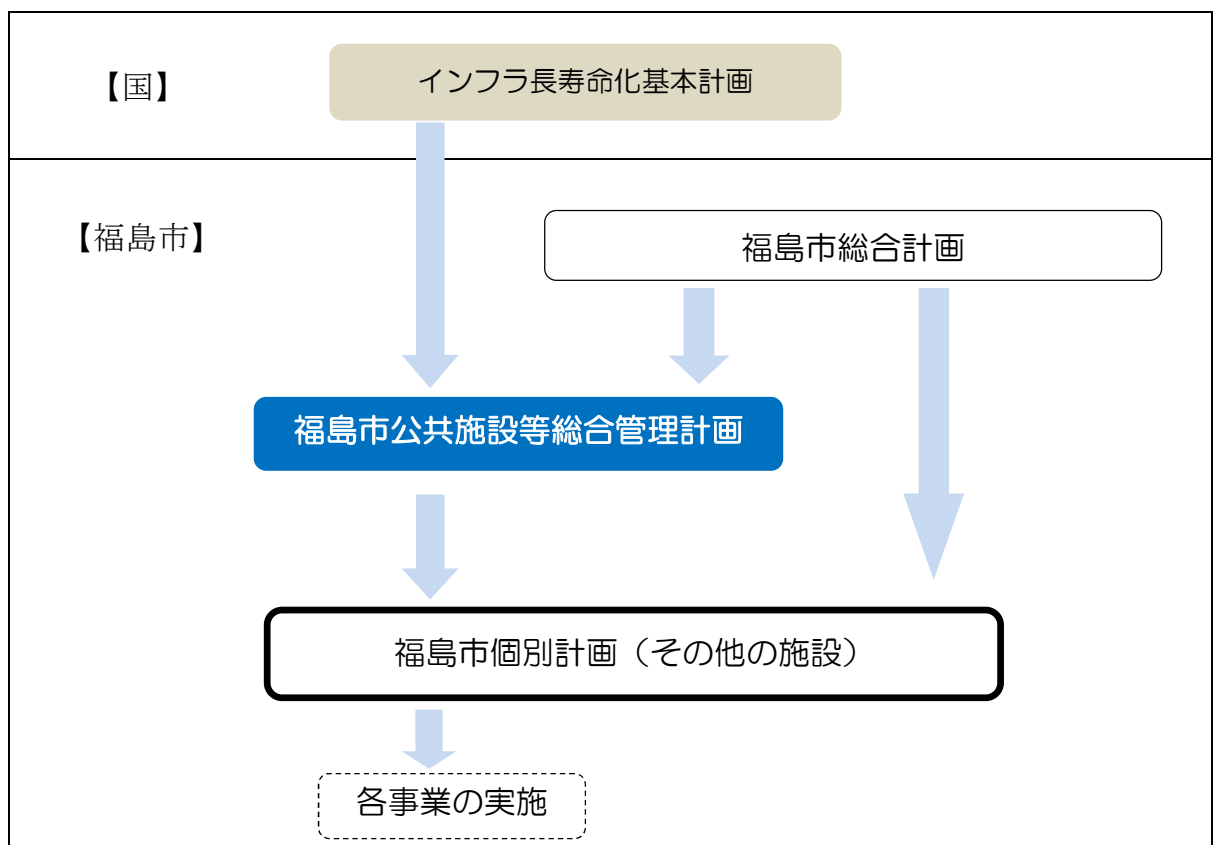 【国】
インフラ長寿命化基本計画
【福島市】
福島市総合計画
福島市公共施設等総合管理計画
福島市個別計画（その他の施設）
各事業の実施